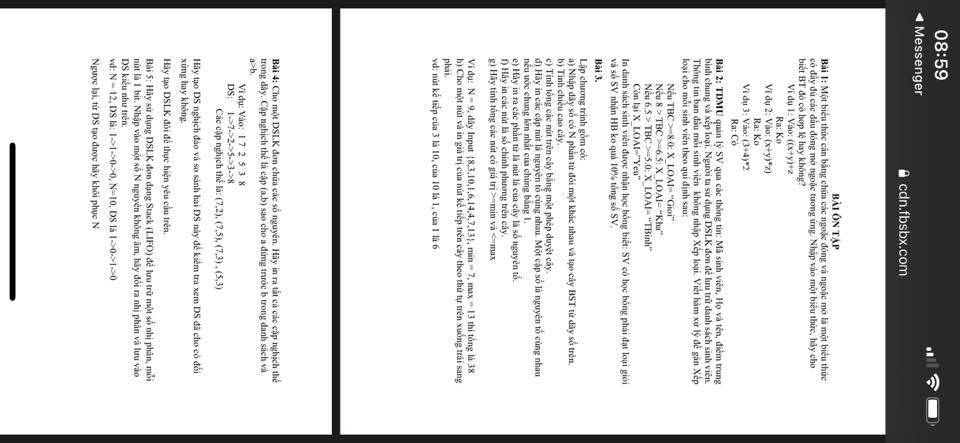 08:59
◀ Messenger
cdn.fbsbx.com
BÀI ÔN TẬP
Bài 1: Một biểu thức cân bằng chứa các ngoặc đóng và ngoặc mở là một biểu thức
có đầy đủ các dấu đóng mở ngoặc tương ứng. Nhập vào một biểu thức, hãy cho
biết BT đó có hợp lệ hay không?
Ví dụ 1: Vào: ((x+y)+z
Ra: Ko
Ví dụ 2: Vào: (x+y)*z)
Ra: Ko
Ví dụ 3: Vào: (3+4)*2
Ra: Có
Bài 2: TDMU quản lý SV qua các thông tin: Mã sinh viên, Họ và tên, điểm trung
bình chung và xếp loại. Người ta sử dụng DSLK đơn để lưu trữ danh sách sinh viên.
Thông tin ban đầu mỗi sinh viên không nhập Xếp loại. Viết hàm xử lý để gán Xếp
loại cho mỗi sinh viên theo qui định sau:
Nếu TBC >=8.0: X_LOAI= "Gioi"
Nếu 8 > TBC >=6.5: X_LOAI= "Kha"
Nếu 6.5 > TBC >=5.0: X_LOAI= "TBinh"
Còn lại X_LOAI="Yeu"
In danh sách sinh viên được nhận học bổng biết: SV có học bổng phải đạt loại giỏi
và số SV nhận HB ko quá 10% tổng số SV.
Bài 3.
Lập chương trình gồm có:
a) Nhập dãy số có N phần tử đôi một khác nhau và tạo cây BST từ dãy số trên.
b) Tính chiều cao cây.
c) Tính tổng các nút trên cây bằng một phép duyệt cây.
d) Hãy in các cặp nút là nguyên tố cùng nhau. Một cặp số là nguyên tố cùng nhau
nếu ước chung lớn nhất của chúng bằng 1.
e) Hãy in ra các phần tử là nút lá của cây là số nguyên tố.
f) Hãy in các nút là số chính phương trên cây.
g) Hãy tính tổng các nút có giá trị >=min và <=max
Ví dụ: N = 9, dãy Input {8,3,10,1,6,14,4,7,13}, min = 7, max = 13 thì tổng là 38
h) Cho một nút và in giá trị của nút kế tiếp trên cây theo thứ tự trên xuống trái sang
phải.
vd: nút kế tiếp của 3 là 10, của 10 là 1, của 1 là 6
Bài 4: Cho một DSLK đơn chứa các số nguyên. Hãy in ra tất cả các cặp nghịch thế
trong dãy. Cặp nghịch thế là cặp (a,b) sao cho a đứng trước b trong danh sách và
a>b.
Ví dụ: Vào: 1 7 2 5 3 8
DS: 1->7->2->5->3->8
Các cặp nghịch thế là: (7,2), (7,5), (7,3) , (5,3)
Hãy tạo DS nghịch đảo và so sánh hai DS này để kiểm tra xem DS đã cho có đối
xứng hay không.
Hãy tạo DSLK đôi để thực hiện yêu cầu trên.
Bài 5: Hãy sử dụng DSLK đơn dạng Stack (LIFO) để lưu trữ một số nhị phân, mỗi
nút là 1 bit. Nhập vào một số N nguyên không âm, hãy đổi ra nhị phân và lưu vào
DS kiểu như trên.
vd: N = 12, DS là: 1->1->0->0, N=10, DS là 1->0->1->0
Ngược lại, từ DS tạo được hãy khôi phục N